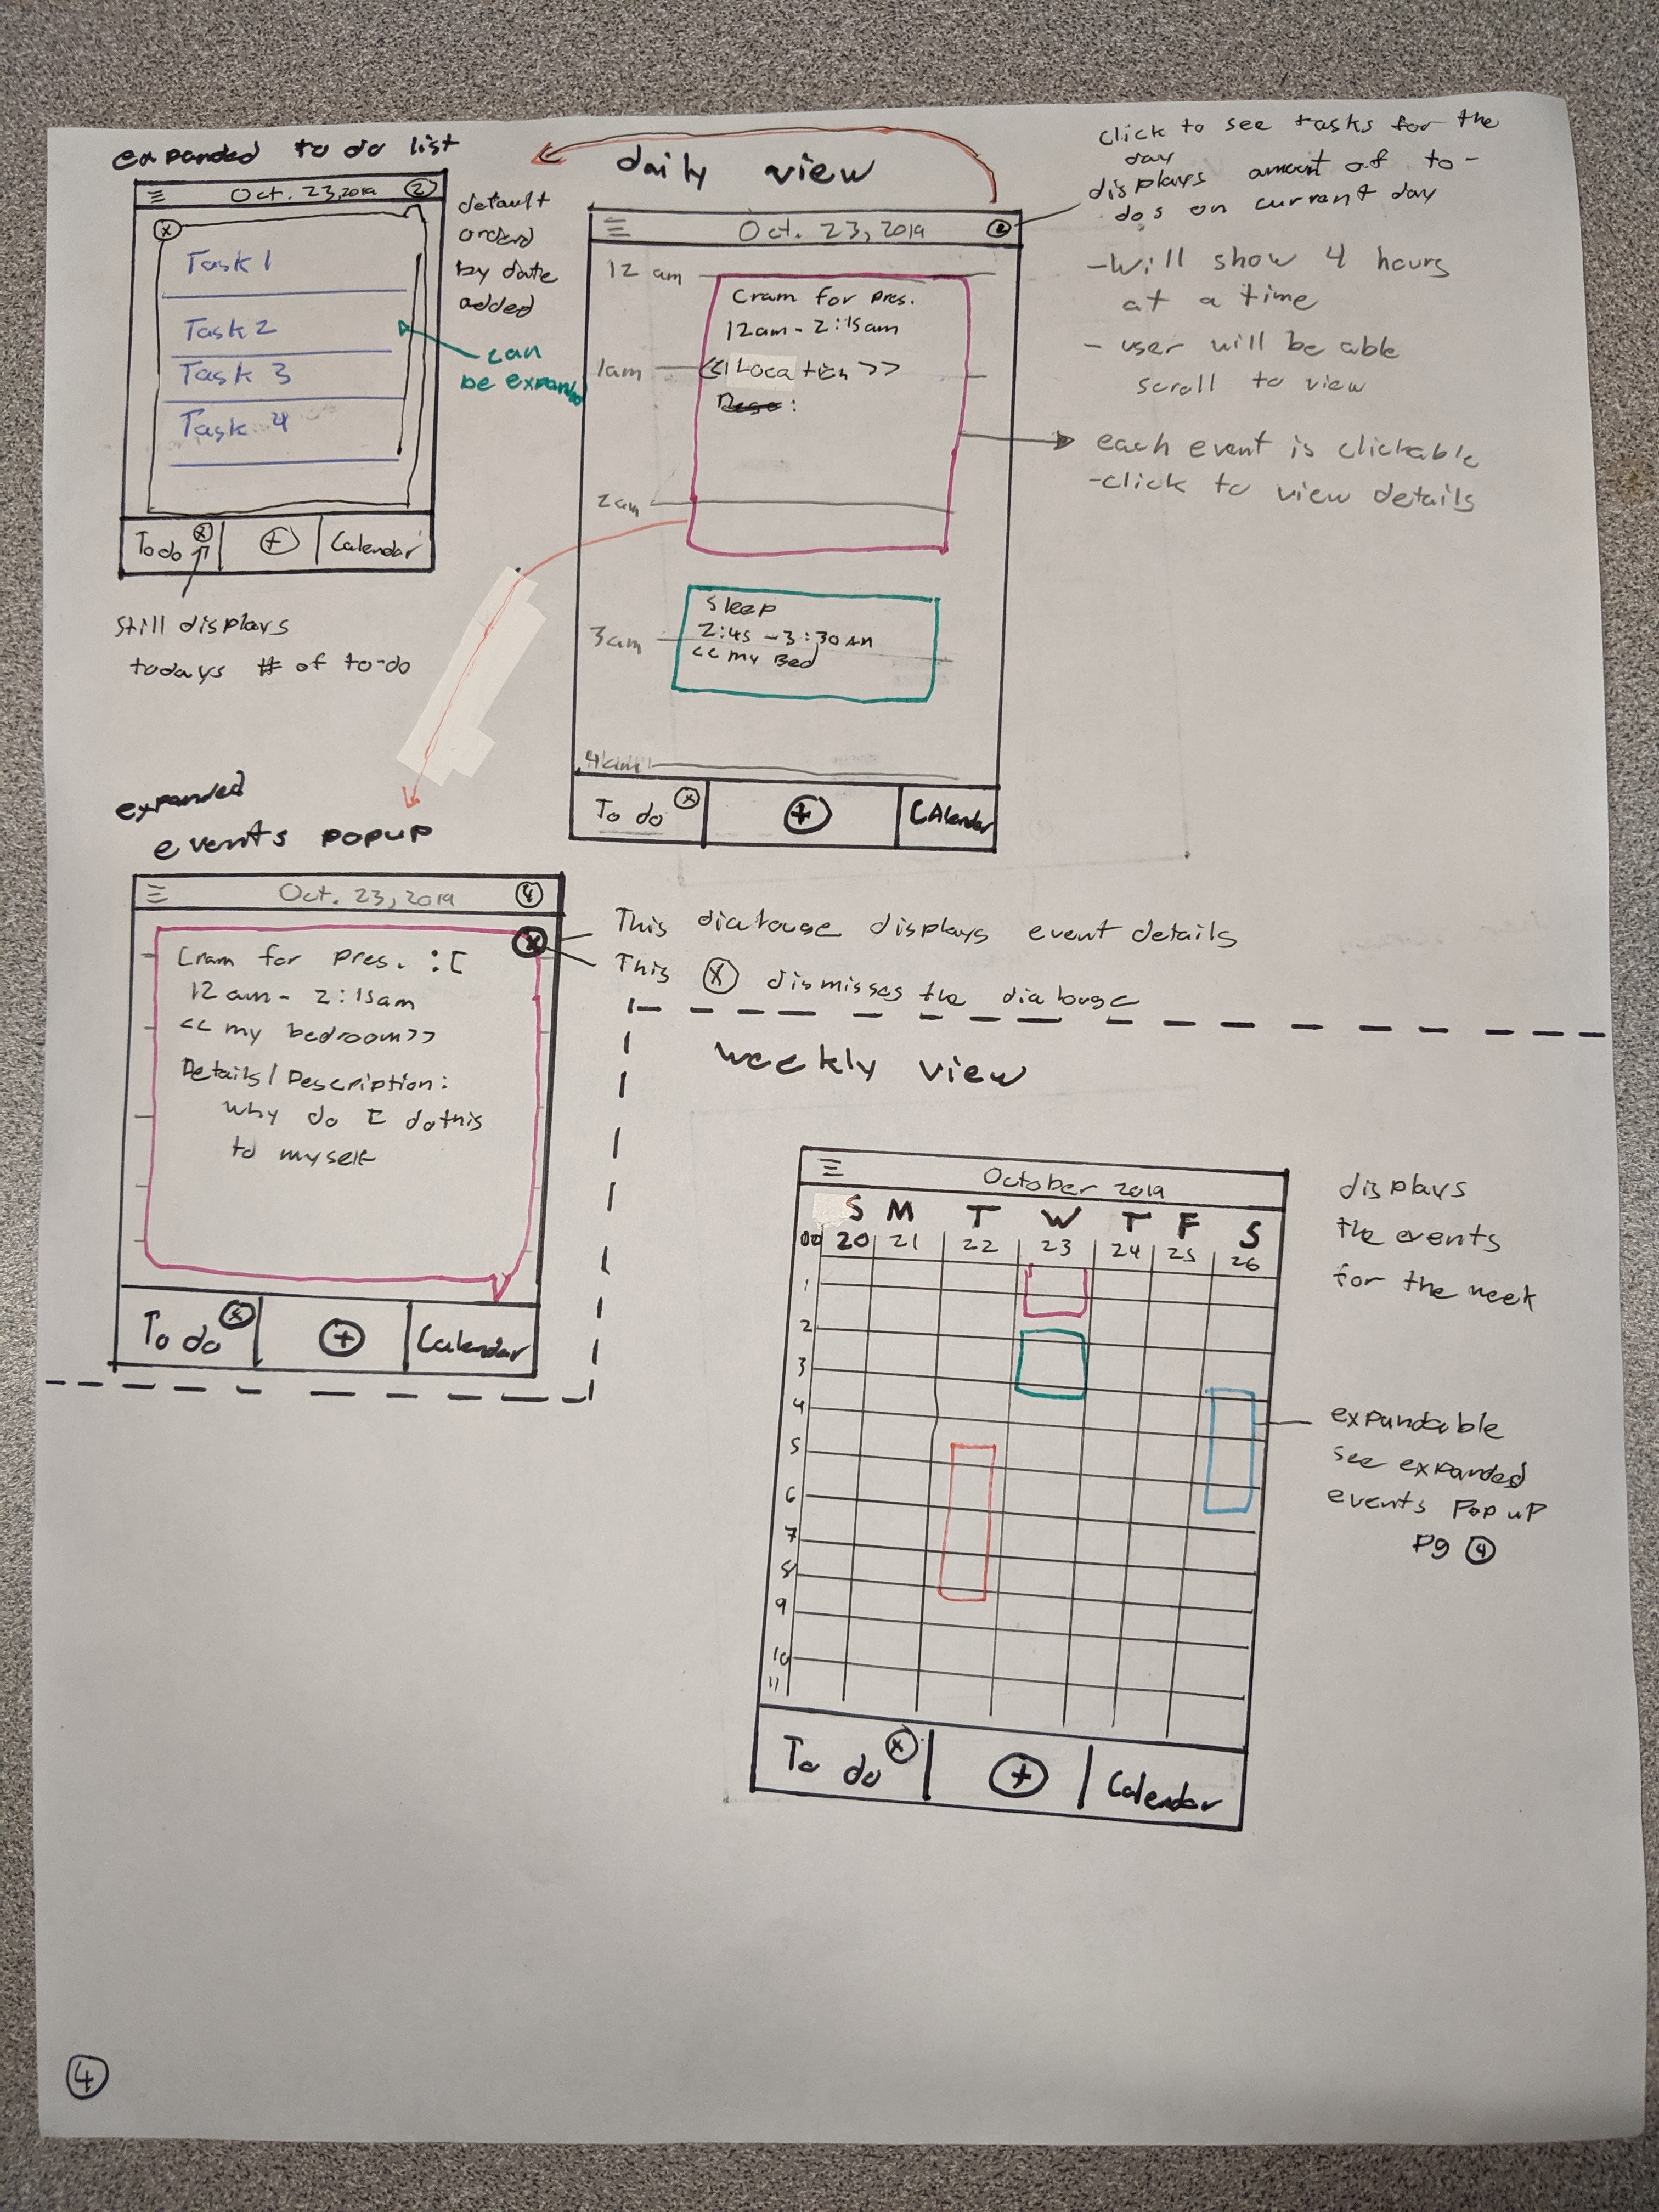 expanded to do list
Oct. 23,2019 2
x
Task 1
Task 2
Task 3
Task 4
To do x + Calendar
default
by date
added
can
be expanded
still displays
todays # of to-do
daily view
Oct. 23, 2019
12 am
Cram for pres.
12am - 2:15am
1am
<<Location>>
2am
Sleep
2:45 - 3:30 am
3am
<< my Bed
4am
To do x + CAlendar
click to see tasks for the
day
displays amount of to-
dos on current day
- Will show 4 hours
at a time
- user will be able
scroll to view
each event is clickable
- click to view details
expanded
events popup
Oct. 23, 2019
x
Cram for pres. :[
12 am - 2:15am
<< my bedroom>>
Details/Description:
why do I do this
to myself
To do x + Calendar
This dialouge displays event details
This x dismisses the dialouge
weekly view
October 2019
S M T W T F S
00 20 21 22 23 24 25 26
1
2
3
4
5
6
7
8
9
10
11
To do x + Calendar
displays
the events
for the week
expandable
see expanded
events Pop uP
pg 4
4